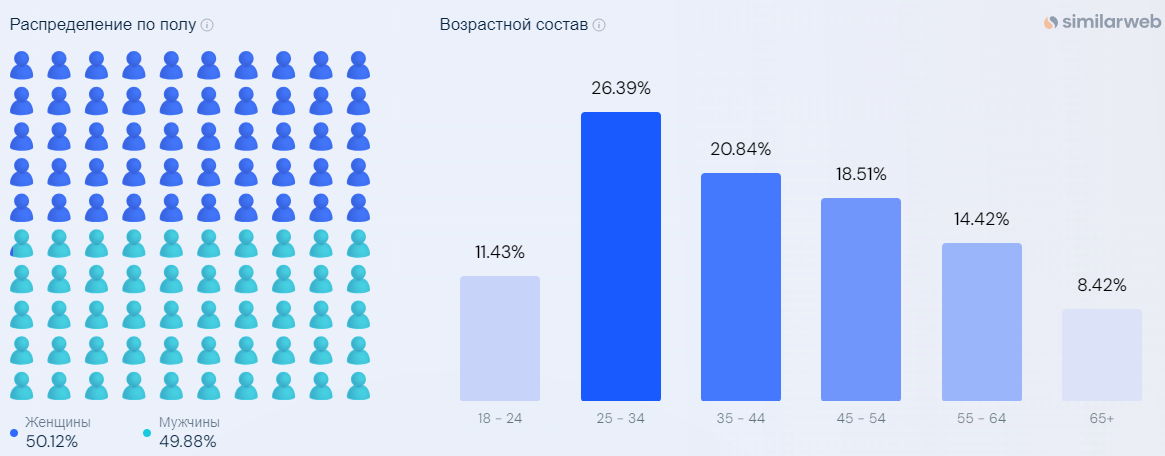 Распределение по полу
Женщины
50.12%
Мужчины
49.88%
Возрастной состав
similarweb
11.43%
26.39%
20.84%
18.51%
14.42%
8.42%
18 - 24
25 - 34
35 - 44
45 - 54
55 - 64
65+